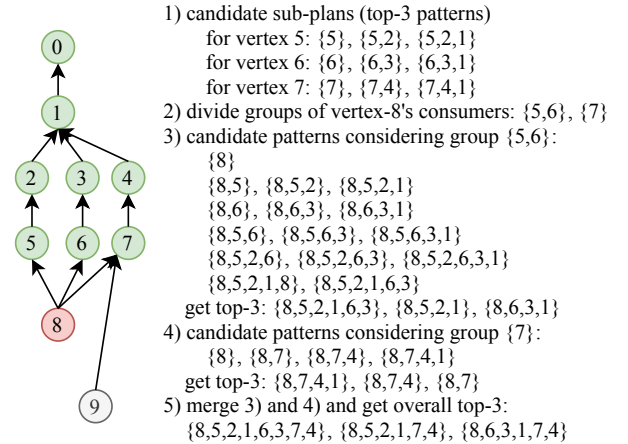 0
1
2 3 4
5 6 7
8
9
1) candidate sub-plans (top-3 patterns)
for vertex 5: {5}, {5,2}, {5,2,1}
for vertex 6: {6}, {6,3}, {6,3,1}
for vertex 7: {7}, {7,4}, {7,4,1}
2) divide groups of vertex-8's consumers: {5,6}, {7}
3) candidate patterns considering group {5,6}:
{8}
{8,5}, {8,5,2}, {8,5,2,1}
{8,6}, {8,6,3}, {8,6,3,1}
{8,5,6}, {8,5,6,3}, {8,5,6,3,1}
{8,5,2,6}, {8,5,2,6,3}, {8,5,2,6,3,1}
{8,5,2,1,8}, {8,5,2,1,6,3}
get top-3: {8,5,2,1,6,3}, {8,5,2,1}, {8,6,3,1}
4) candidate patterns considering group {7}:
{8}, {8,7}, {8,7,4}, {8,7,4,1}
get top-3: {8,7,4,1}, {8,7,4}, {8,7}
5) merge 3) and 4) and get overall top-3:
{8,5,2,1,6,3,7,4}, {8,5,2,1,7,4}, {8,6,3,1,7,4}